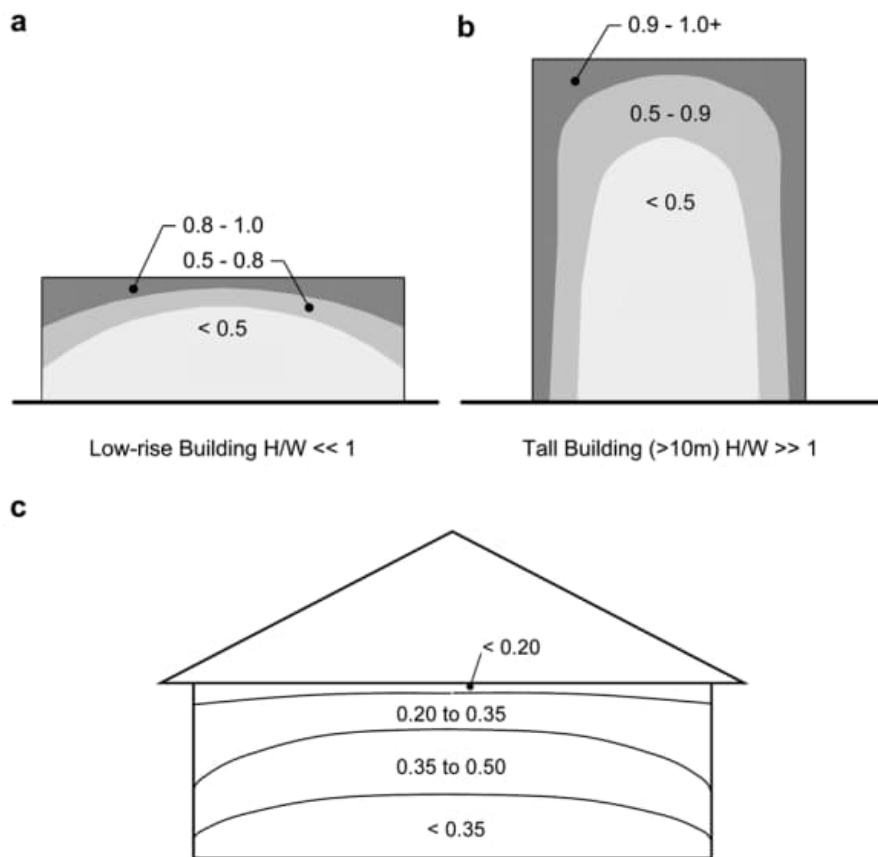 a
0.8 - 1.0
0.5 - 0.8
< 0.5
Low-rise Building H/W << 1
b
0.9 - 1.0+
0.5 - 0.9
< 0.5
Tall Building (>10m) H/W >> 1
c
< 0.20
0.20 to 0.35
0.35 to 0.50
< 0.35